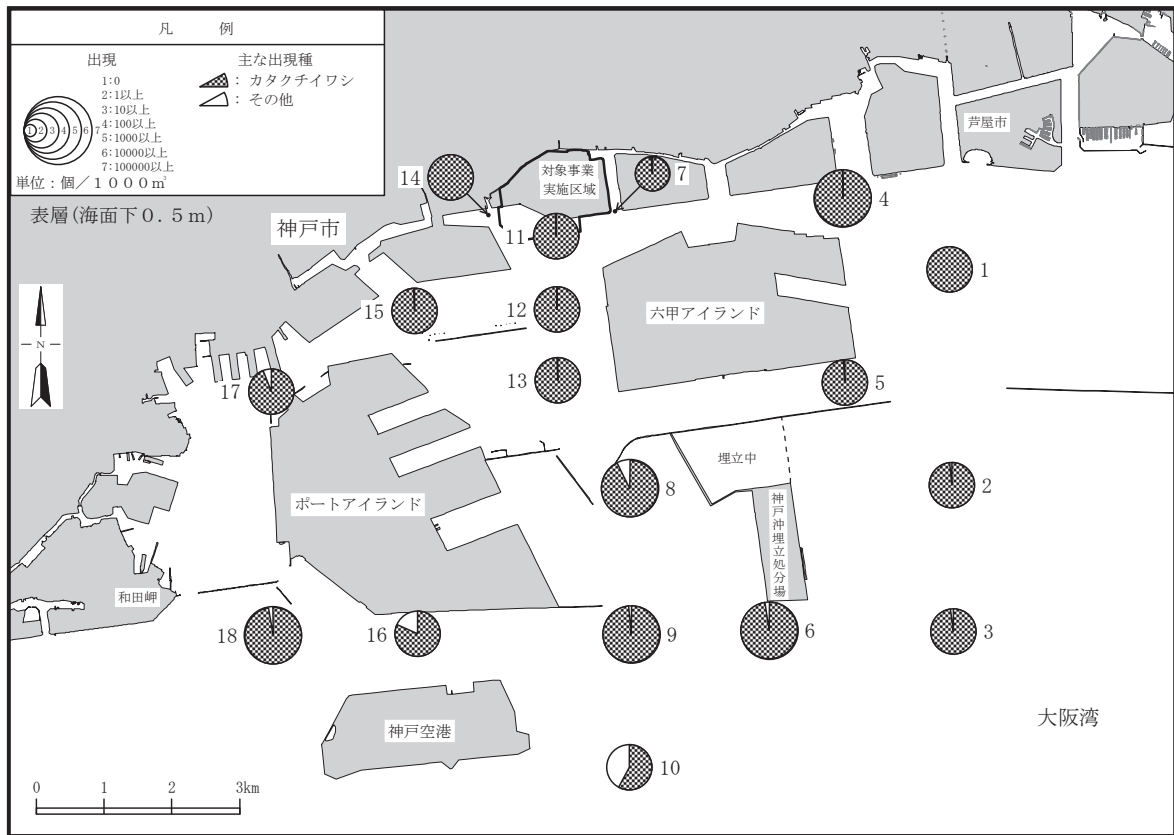 凡　例
出現
1:0
2:1以上
3:10以上
4:100以上
5:1000以上
6:10000以上
7:100000以上
1 2 3 4 5 6 7
単位：個／1000㎥
主な出現種
：カタクチイワシ
：その他
表層(海面下0.5m)
神戸市
芦屋市
対象事業
実施区域
14
7
4
11
1
15
12
六甲アイランド
N
17
13
5
8
埋立中
2
ポートアイランド
神戸沖埋立処分場
和田岬
18
16
9
6
3
大阪湾
神戸空港
10
0 1 2 3km